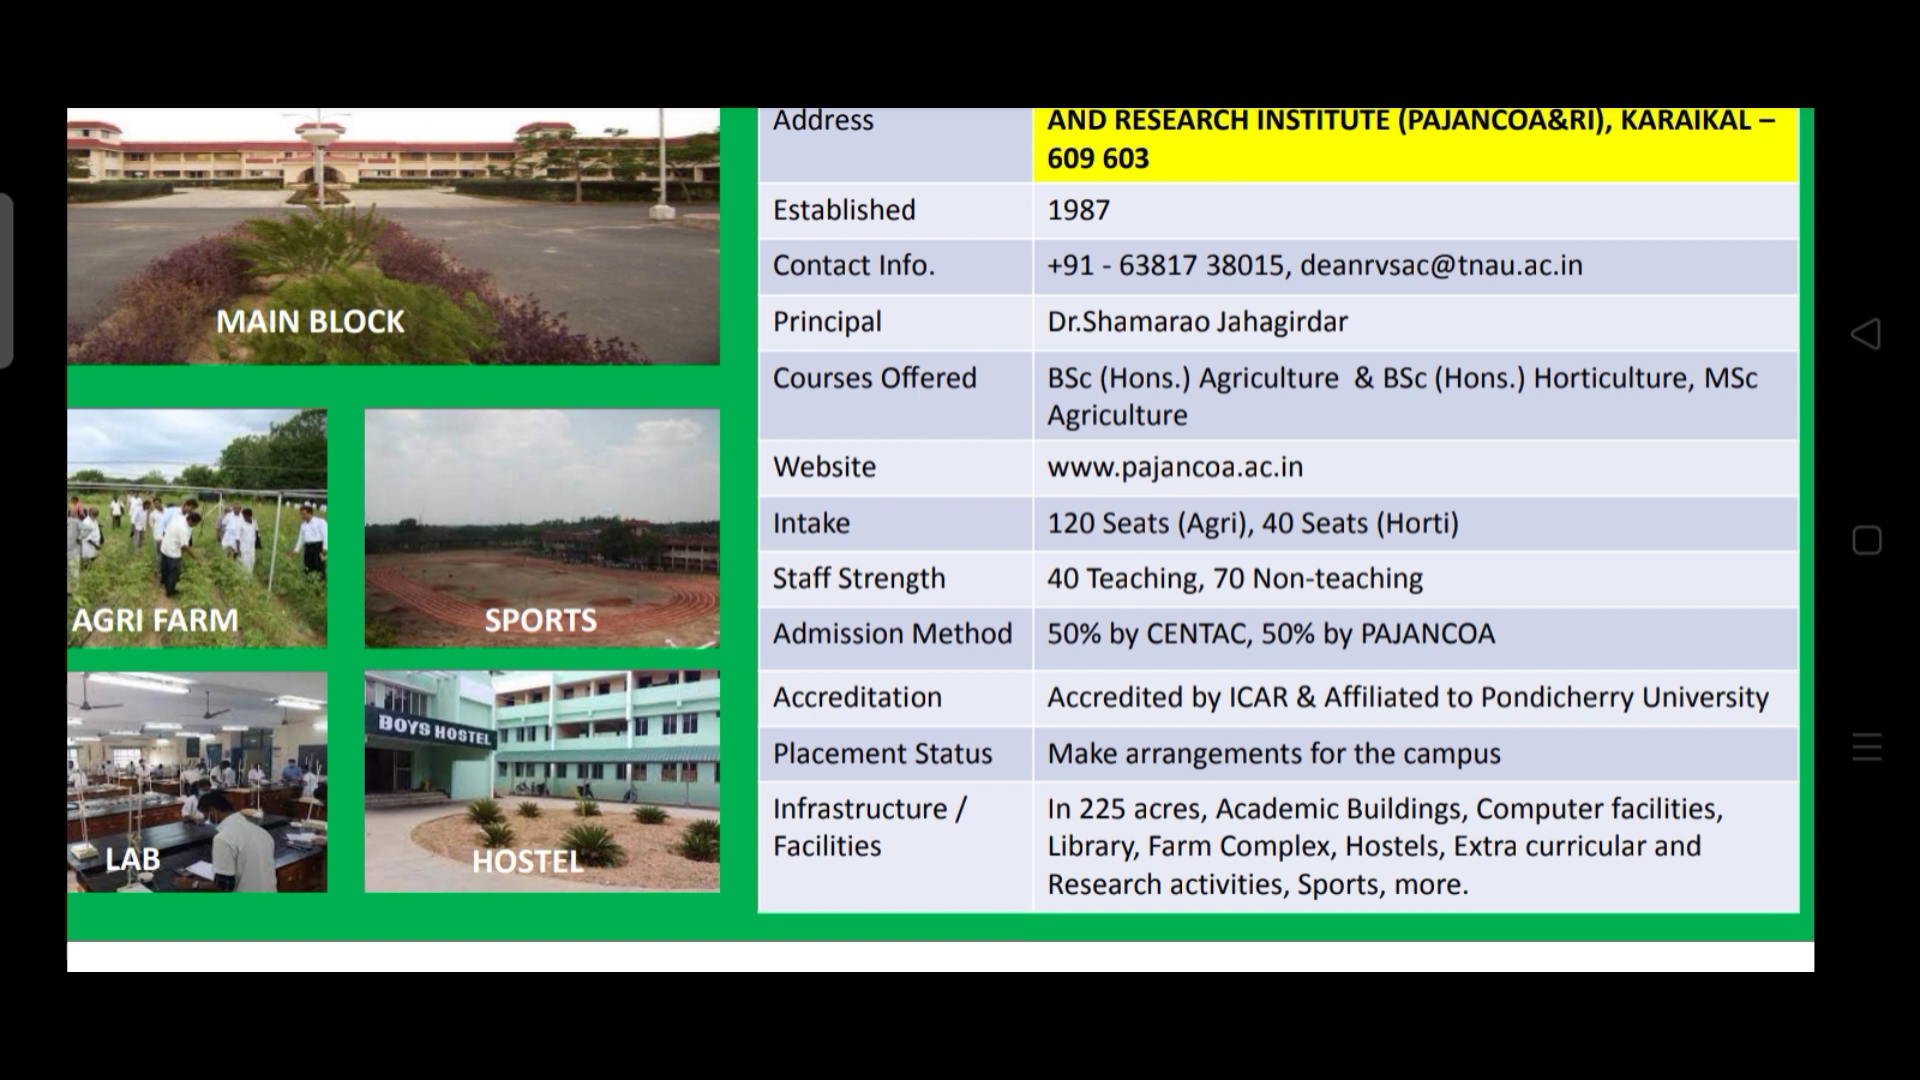 MAIN BLOCK
AGRI FARM
SPORTS
BOYS HOSTEL
LAB
HOSTEL
Address
AND RESEARCH INSTITUTE (PAJANCOA&RI), KARAIKAL –
609 603
Established
1987
Contact Info.
+91 - 63817 38015, deanrvsac@tnau.ac.in
Principal
Dr.Shamarao Jahagirdar
Courses Offered
BSc (Hons.) Agriculture & BSc (Hons.) Horticulture, MSc
Agriculture
Website
www.pajancoa.ac.in
Intake
120 Seats (Agri), 40 Seats (Horti)
Staff Strength
40 Teaching, 70 Non-teaching
Admission Method
50% by CENTAC, 50% by PAJANCOA
Accreditation
Accredited by ICAR & Affiliated to Pondicherry University
Placement Status
Make arrangements for the campus
Infrastructure /
Facilities
In 225 acres, Academic Buildings, Computer facilities,
Library, Farm Complex, Hostels, Extra curricular and
Research activities, Sports, more.